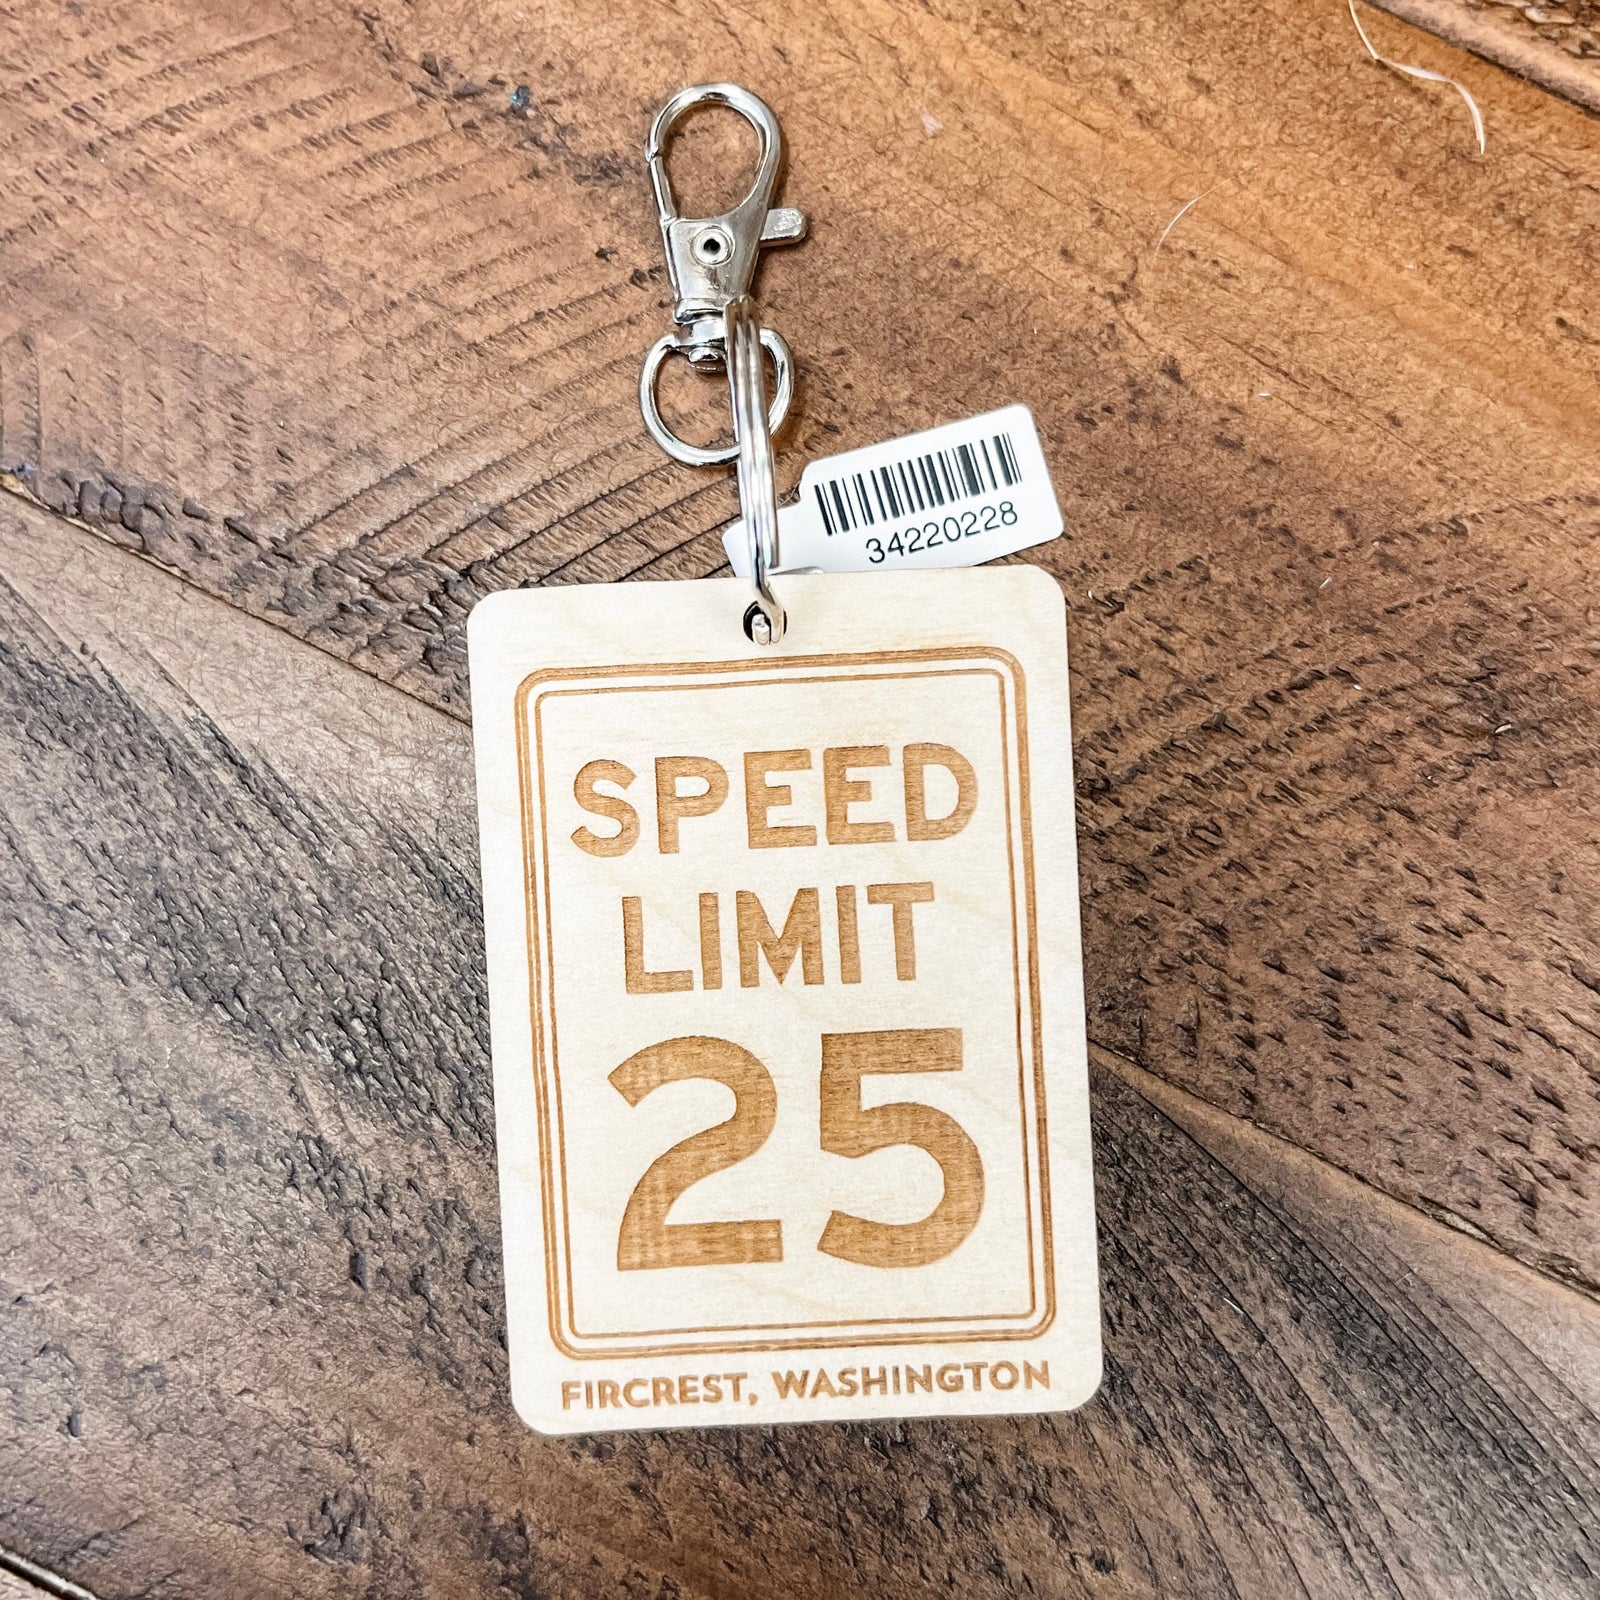 34220228
SPEED
LIMIT
25
FIRCREST, WASHINGTON